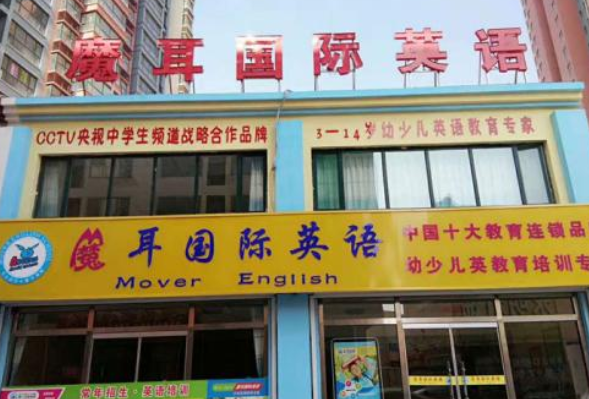 魔耳国际英语
CCTV央视中学生频道战略合作品牌
3—14岁幼少儿英语教育专家
魔耳国际英语
Mover English
中国十大教育连锁品
幼少儿英教育培训专
常年招生·英语培训